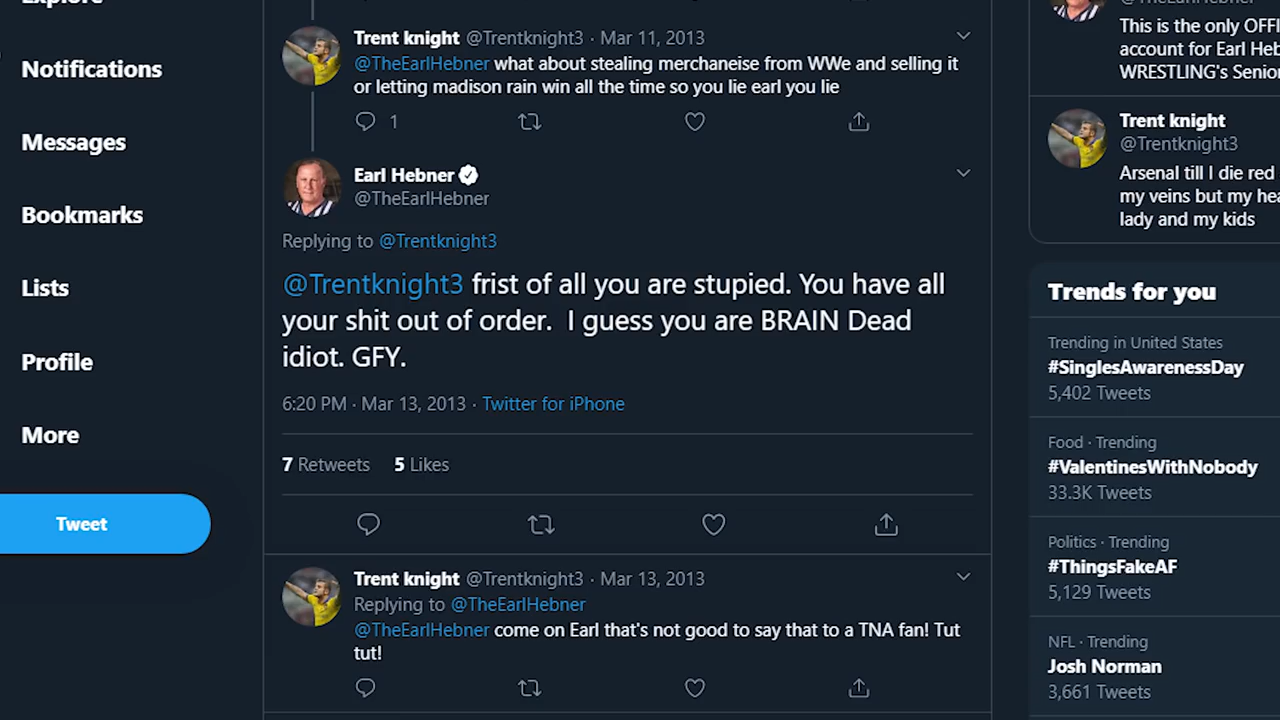 Explore
Notifications
Messages
Bookmarks
Lists
Profile
More
Tweet
Trent knight @Trentknight3 · Mar 11, 2013
@TheEarlHebner what about stealing merchaneise from WWe and selling it
or letting madison rain win all the time so you lie earl you lie
1
Earl Hebner
@TheEarlHebner
Replying to @Trentknight3
@Trentknight3 frist of all you are stupied. You have all
your shit out of order. I guess you are BRAIN Dead
idiot. GFY.
6:20 PM · Mar 13, 2013 · Twitter for iPhone
7 Retweets 5 Likes
Trent knight @Trentknight3 · Mar 13, 2013
Replying to @TheEarlHebner
@TheEarlHebner come on Earl that's not good to say that to a TNA fan! Tut
tut!
@TheEarlHebner
This is the only OFFI
account for Earl Heb
WRESTLING's Senio
Trent knight
@Trentknight3
Arsenal till I die red
my veins but my hea
lady and my kids
Trends for you
Trending in United States
#SinglesAwarenessDay
5,402 Tweets
Food · Trending
#ValentinesWithNobody
33.3K Tweets
Politics · Trending
#ThingsFakeAF
5,129 Tweets
NFL · Trending
Josh Norman
3,661 Tweets